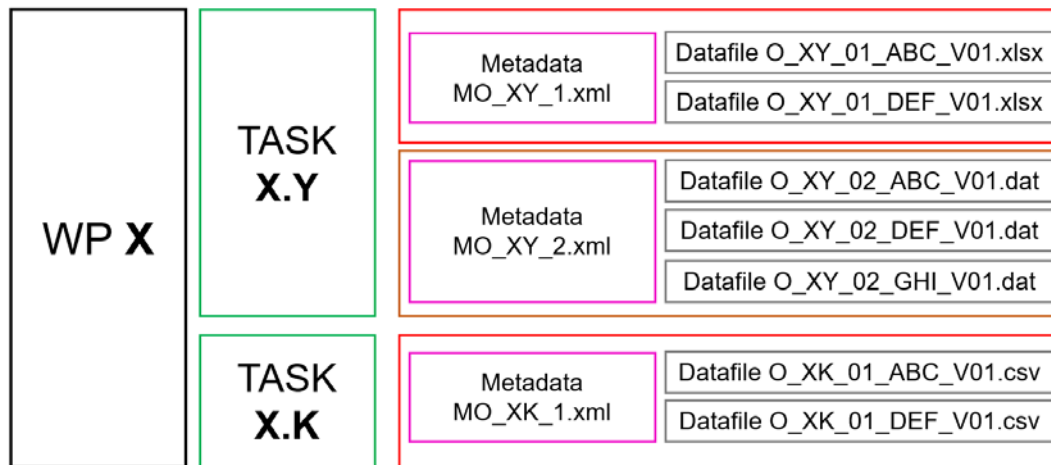 WP X
TASK
X.Y
Metadata
MO_XY_1.xml
Datafile O_XY_01_ABC_V01.xlsx
Datafile O_XY_01_DEF_V01.xlsx
Metadata
MO_XY_2.xml
Datafile O_XY_02_ABC_V01.dat
Datafile O_XY_02_DEF_V01.dat
Datafile O_XY_02_GHI_V01.dat
TASK
X.K
Metadata
MO_XK_1.xml
Datafile O_XK_01_ABC_V01.csv
Datafile O_XK_01_DEF_V01.csv